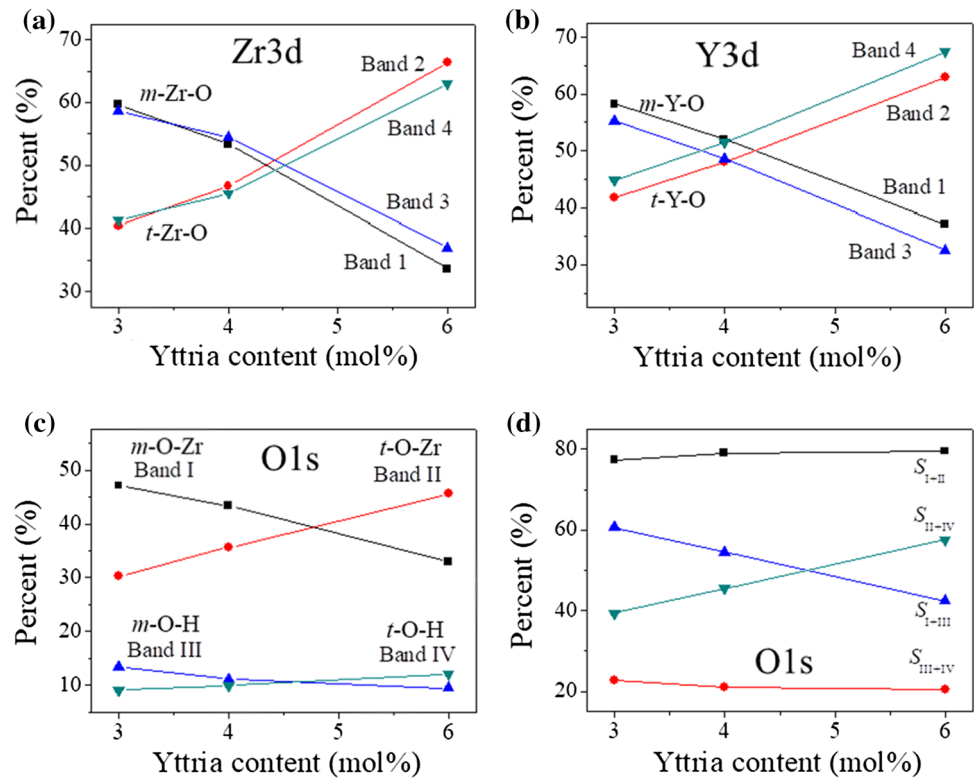 (a)
Zr3d
70
60
50
40
30
Percent (%)
m-Zr-O
t-Zr-O
Band 2
Band 4
Band 3
Band 1
3
4
5
6
Yttria content (mol%)
(b)
Y3d
70
60
50
40
30
Percent (%)
m-Y-O
t-Y-O
Band 4
Band 2
Band 1
Band 3
3
4
5
6
Yttria content (mol%)
(c)
O1s
50
40
30
20
10
Percent (%)
m-O-Zr
Band I
t-O-Zr
Band II
m-O-H
Band III
t-O-H
Band IV
3
4
5
6
Yttria content (mol%)
(d)
80
60
40
20
Percent (%)
S I+II
S II+IV
S I+III
S III+IV
O1s
3
4
5
6
Yttria content (mol%)